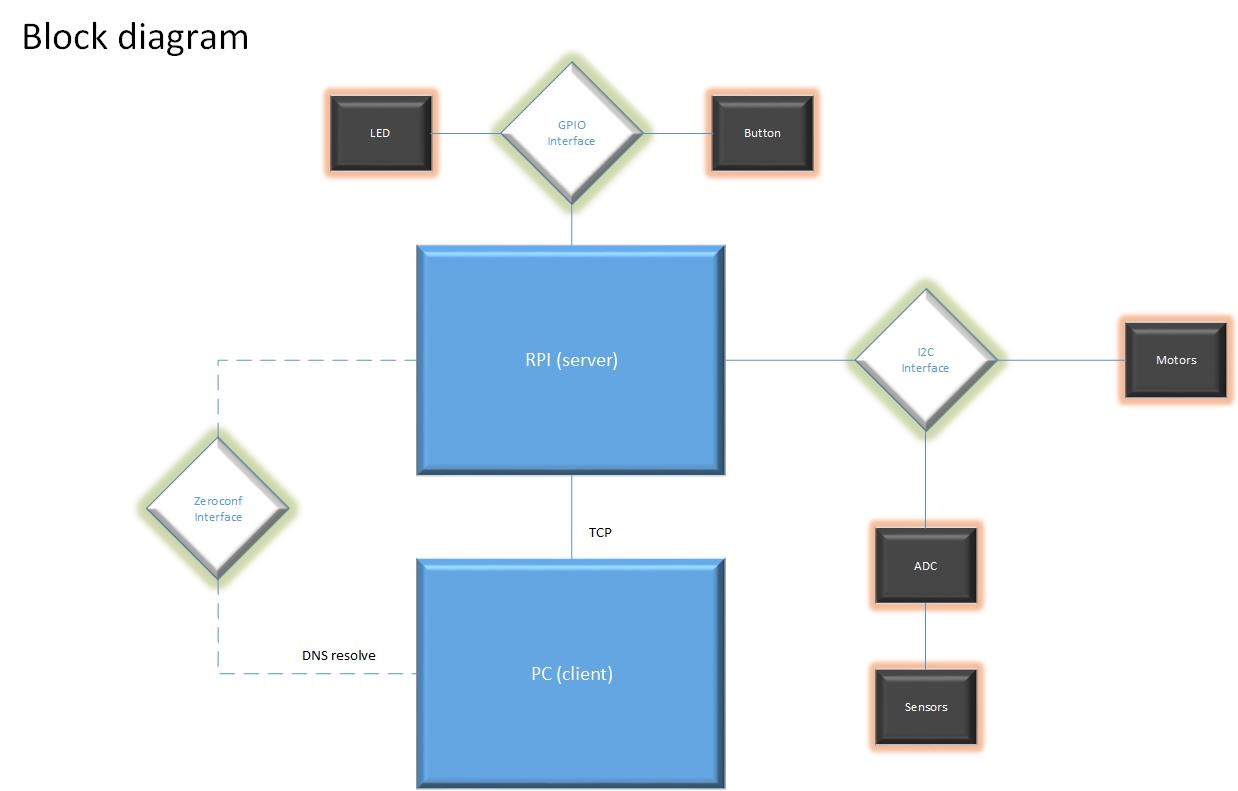 Block diagram
LED
GPIO
Interface
Button
RPI (server)
I2C
Interface
Motors
Zeroconf
Interface
TCP
ADC
DNS resolve
PC (client)
Sensors